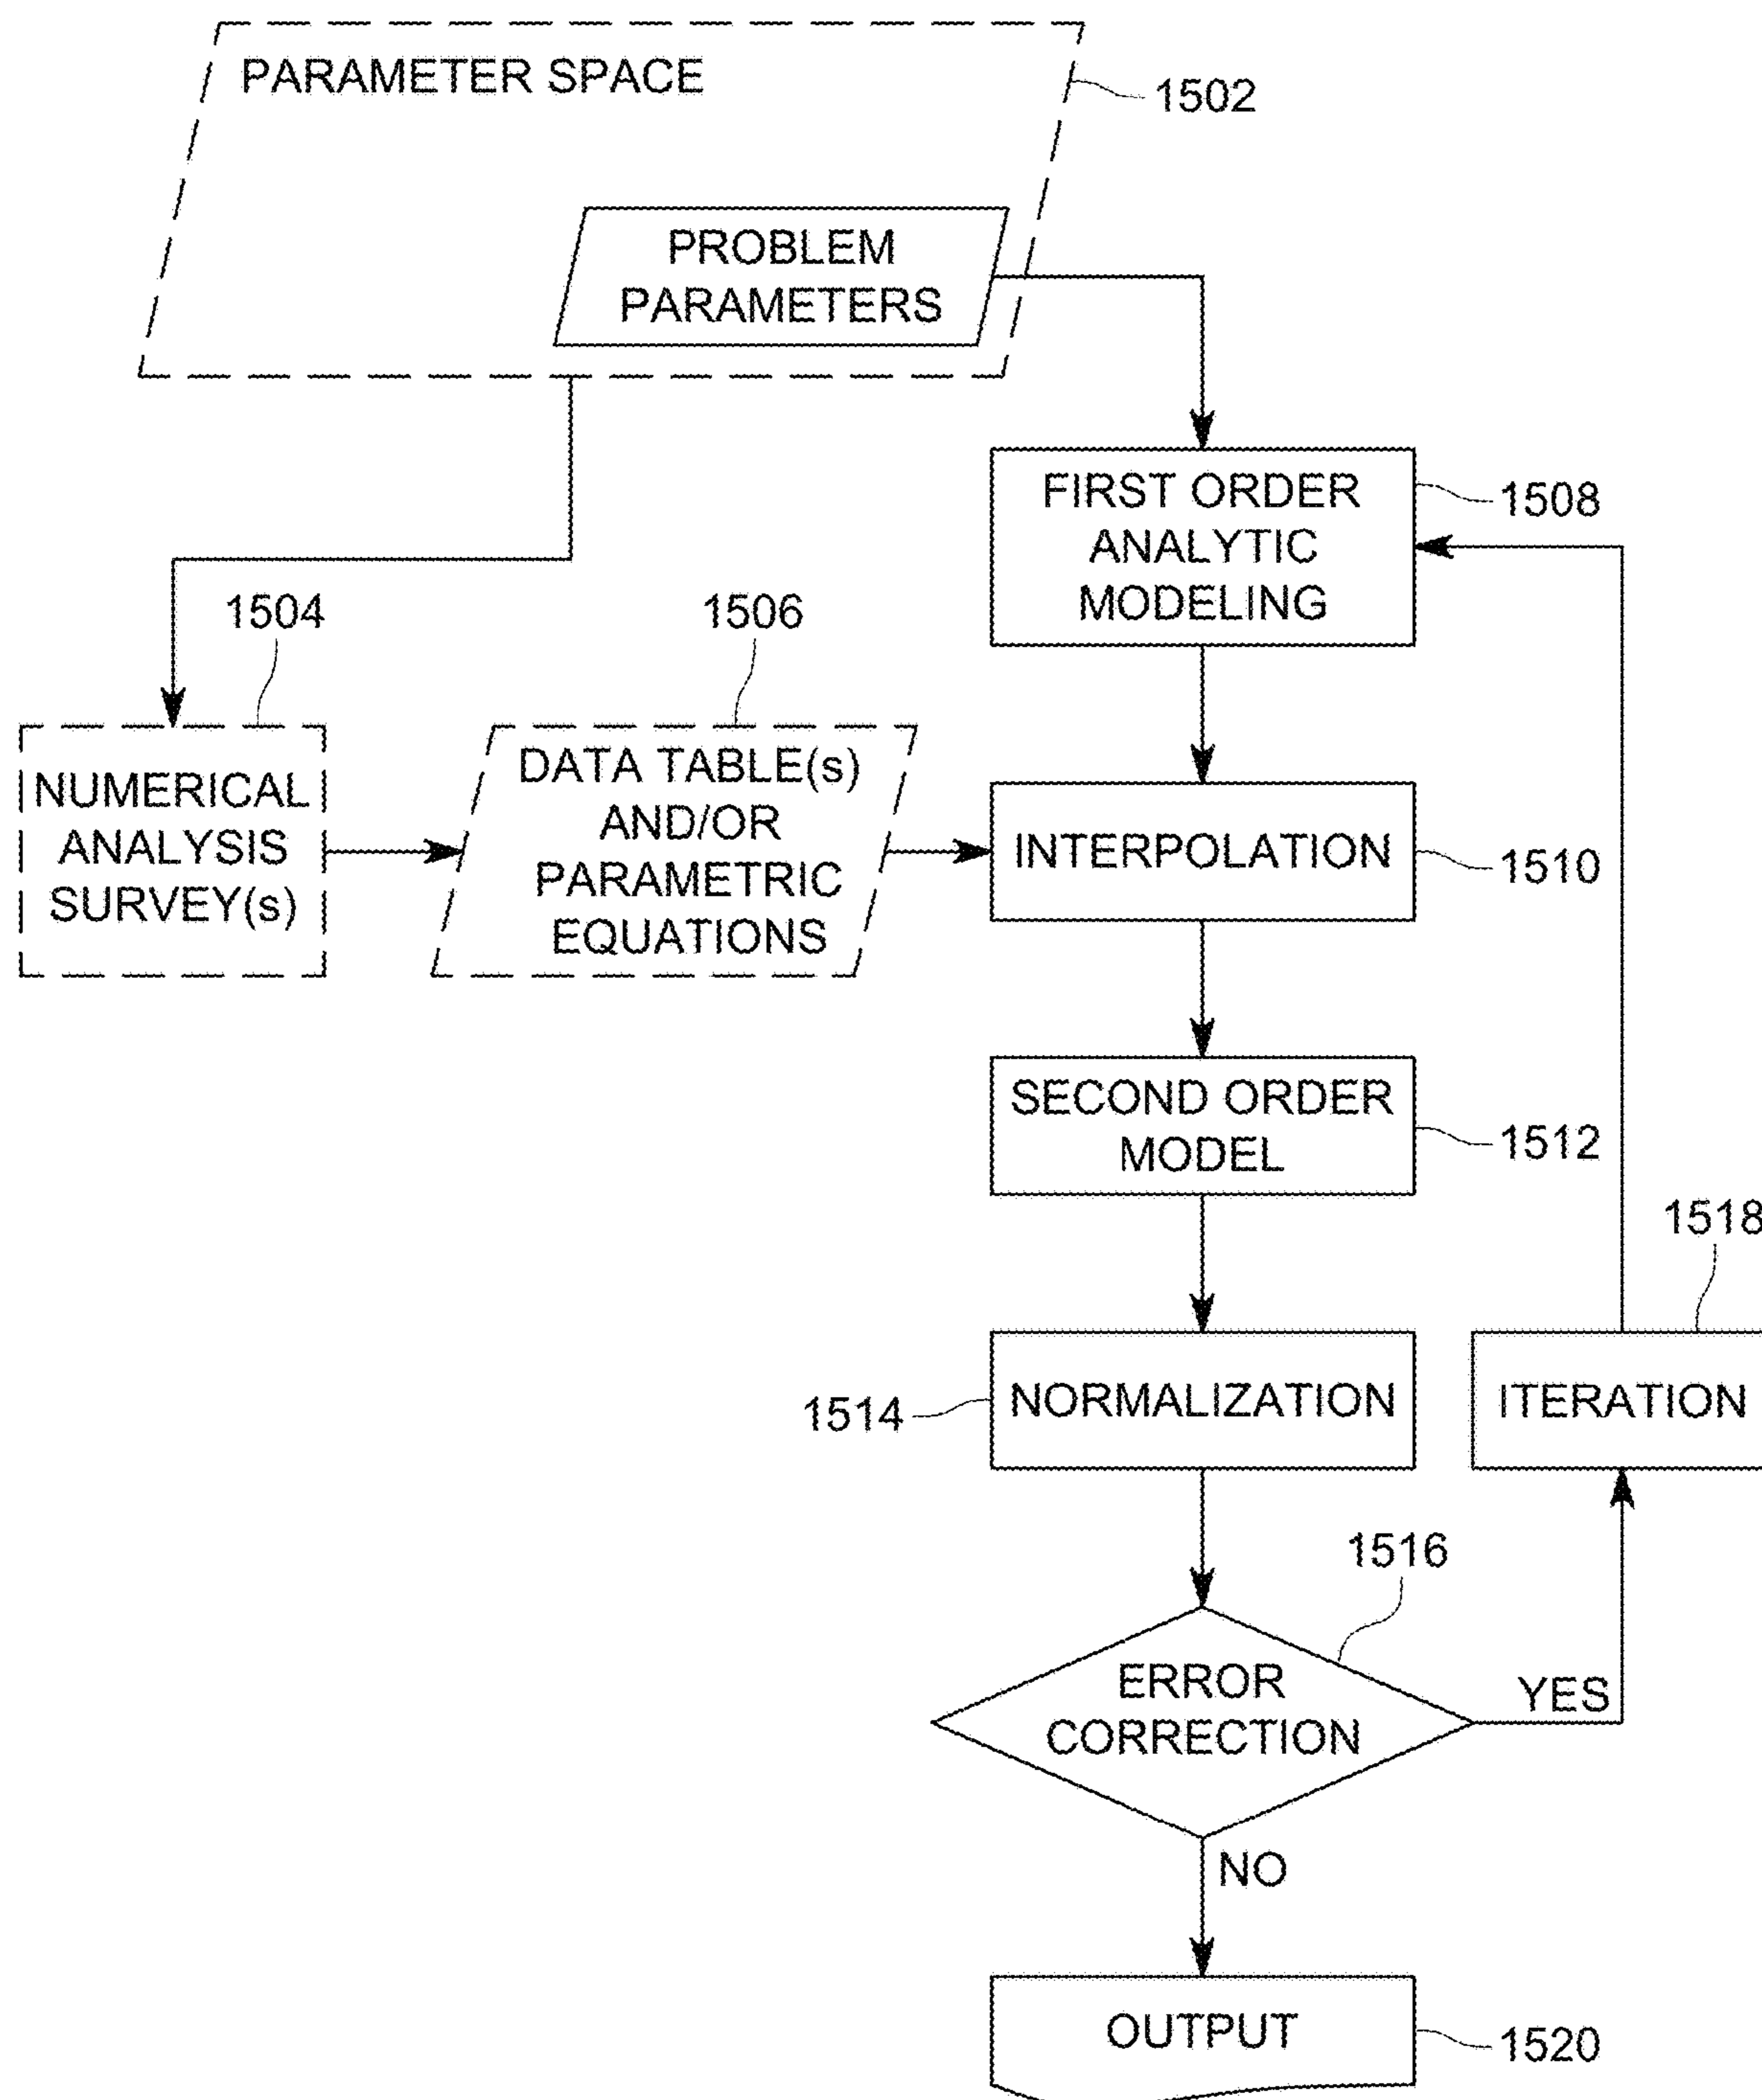 PARAMETER SPACE
1502
PROBLEM
PARAMETERS
FIRST ORDER
ANALYTIC
MODELING
1508
1504
1506
NUMERICAL
ANALYSIS
SURVEY(s)
DATA TABLE(s)
AND/OR
PARAMETRIC
EQUATIONS
INTERPOLATION
1510
SECOND ORDER
MODEL
1512
1518
1514
NORMALIZATION
ITERATION
1516
ERROR
CORRECTION
YES
NO
OUTPUT
1520